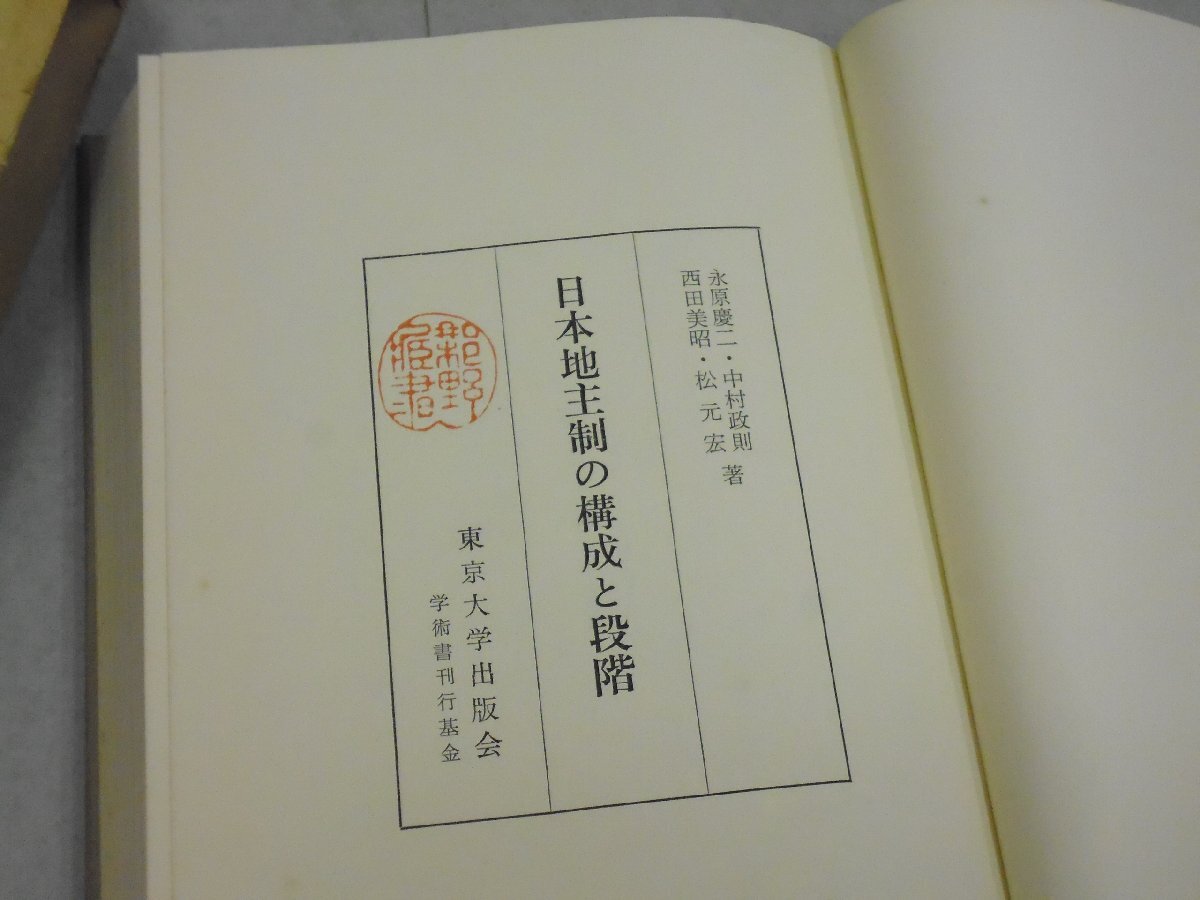 永原慶二・中村政則
西田美昭・松元宏 著
日本地主制の構成と段階
東京大学出版会
学術書刊行基金